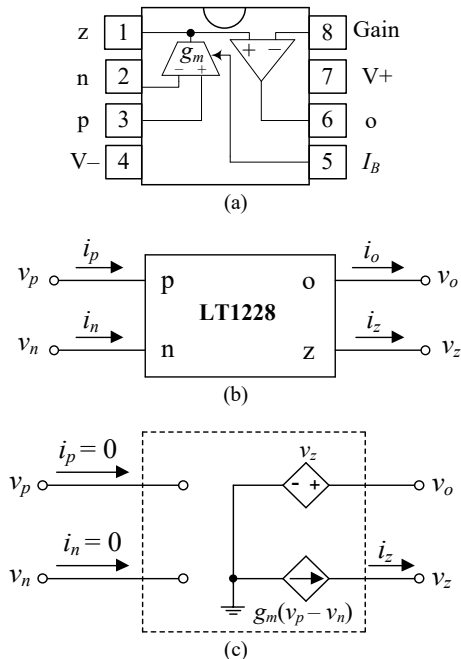 z 1 8 Gain
g_m
+ −
n 2 7 V+
− +
p 3 6 o
V− 4 5 I_B
(a)
i_p i_o
v_p p o v_o
LT1228
i_n i_z
v_n n z v_z
(b)
i_p = 0 v_z
v_p - + v_o
i_n = 0 i_z
v_n v_z
g_m(v_p − v_n)
(c)